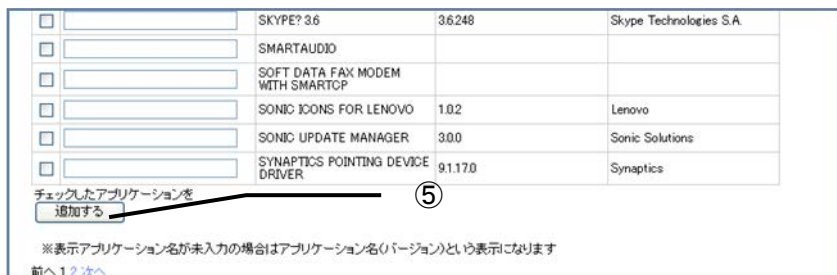 SKYPE? 3.6 3.6.248 Skype Technologies S.A.
SMARTAUDIO
SOFT DATA FAX MODEM
WITH SMARTCP
SONIC ICONS FOR LENOVO 1.0.2 Lenovo
SONIC UPDATE MANAGER 3.0.0 Sonic Solutions
SYNAPTICS POINTING DEVICE
DRIVER 9.1.17.0 Synaptics
チェックしたアプリケーションを
追加する ⑤
※表示アプリケーション名が未入力の場合はアプリケーション名(バージョン)という表示になります
前へ 1 2 次へ